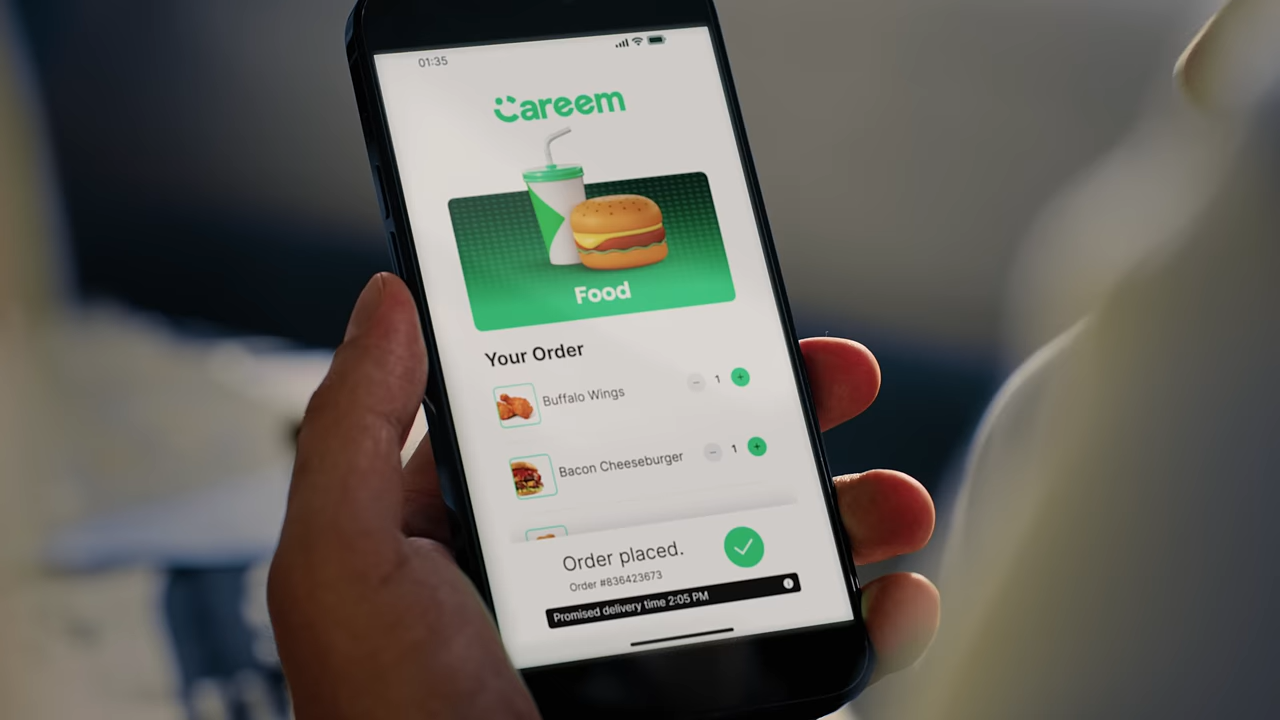 01:35
Careem
Food
Your Order
Buffalo Wings
1
Bacon Cheeseburger
1
Order placed.
Order #836423673
Promised delivery time 2:05 PM